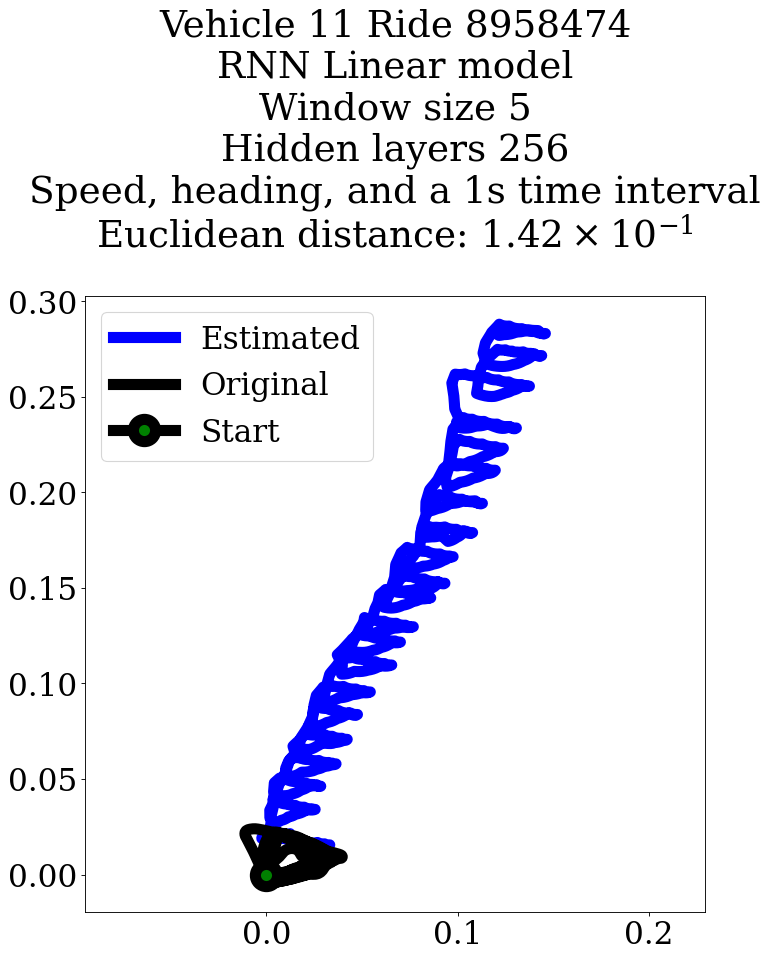 Vehicle 11 Ride 8958474
RNN Linear model
Window size 5
Hidden layers 256
Speed, heading, and a 1s time interval
Euclidean distance: 1.42 × 10⁻¹
0.30
0.25
0.20
0.15
0.10
0.05
0.00
Estimated
Original
Start
0.0 0.1 0.2